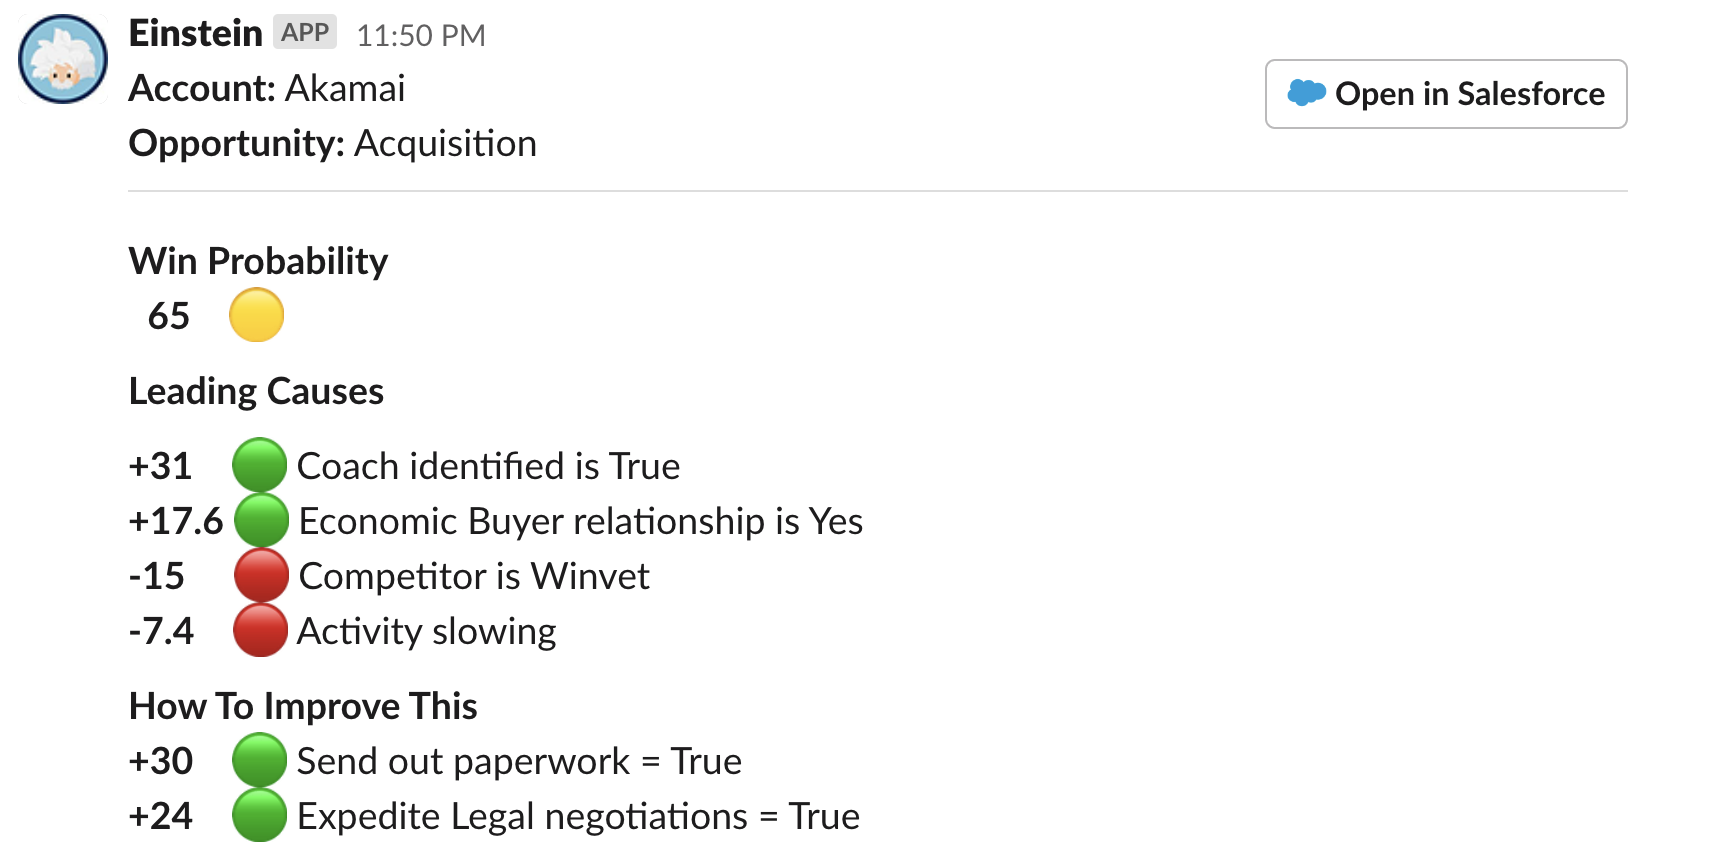 Einstein APP 11:50 PM
Account: Akamai
Opportunity: Acquisition
Open in Salesforce
Win Probability
65
Leading Causes
+31 Coach identified is True
+17.6 Economic Buyer relationship is Yes
-15 Competitor is Winvet
-7.4 Activity slowing
How To Improve This
+30 Send out paperwork = True
+24 Expedite Legal negotiations = True